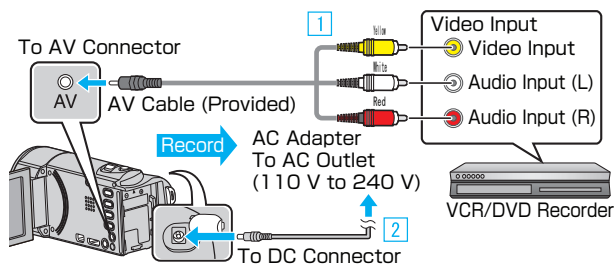 To AV Connector
AV
AV Cable (Provided)
1
Yellow
White
Red
Video Input
Video Input
Audio Input (L)
Audio Input (R)
Record
AC Adapter
To AC Outlet
(110 V to 240 V)
2
To DC Connector
VCR/DVD Recorder